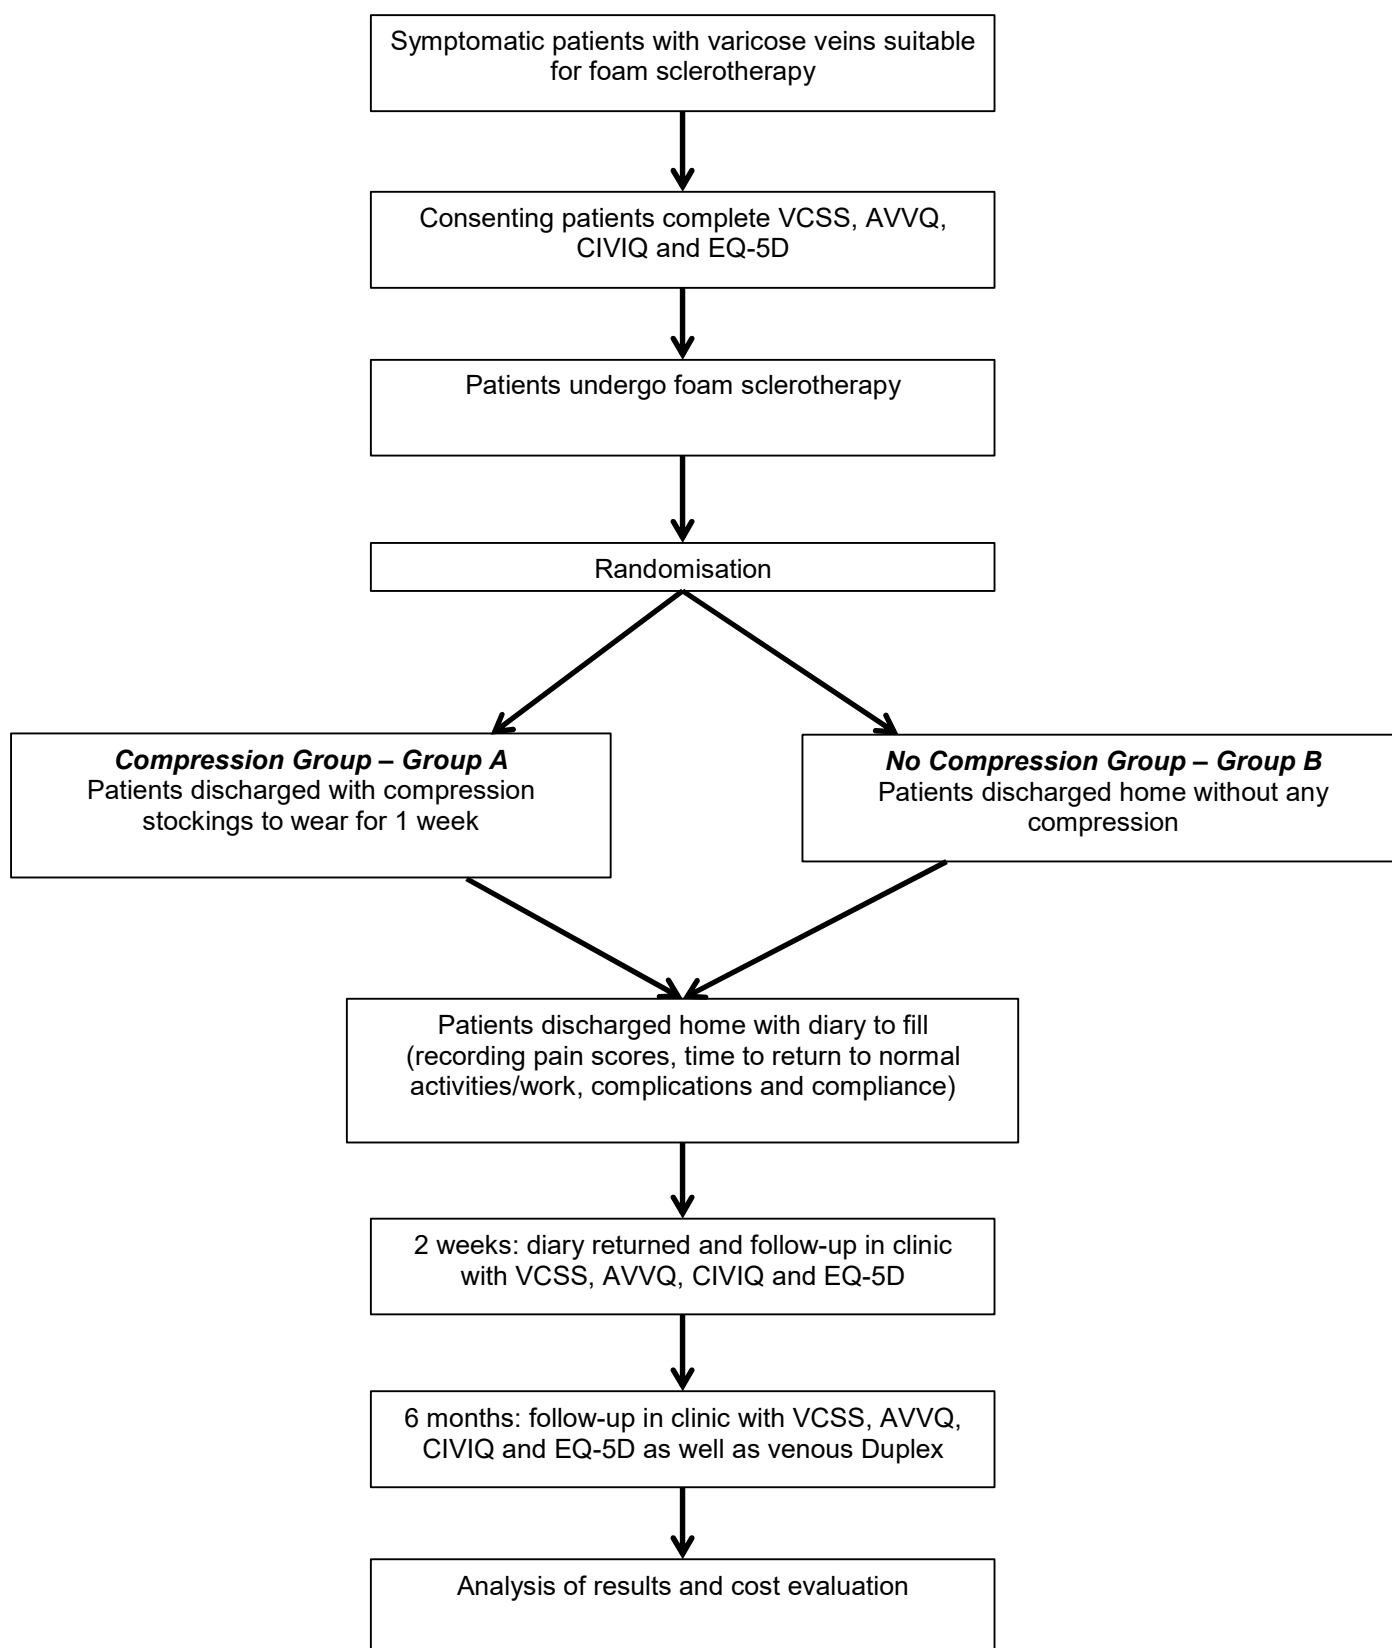 Symptomatic patients with varicose veins suitable
for foam sclerotherapy
Consenting patients complete VCSS, AVVQ,
CIVIQ and EQ-5D
Patients undergo foam sclerotherapy
Randomisation
Compression Group – Group A
Patients discharged with compression
stockings to wear for 1 week
No Compression Group – Group B
Patients discharged home without any
compression
Patients discharged home with diary to fill
(recording pain scores, time to return to normal
activities/work, complications and compliance)
2 weeks: diary returned and follow-up in clinic
with VCSS, AVVQ, CIVIQ and EQ-5D
6 months: follow-up in clinic with VCSS, AVVQ,
CIVIQ and EQ-5D as well as venous Duplex
Analysis of results and cost evaluation